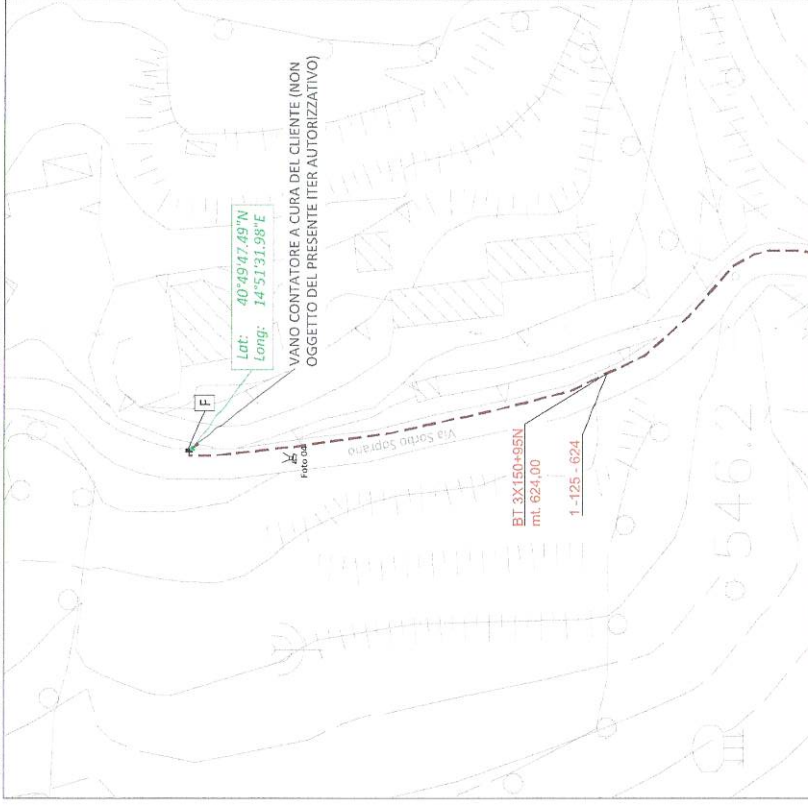 Lat: 40°49'47.49"N
Long: 14°51'31.98"E
VANO CONTATORE A CURA DEL CLIENTE (NON
OGGETTO DEL PRESENTE ITER AUTORIZZATIVO)
F
Foto 04
Via Sorbo Soprano
BT 3X150+95N
mt. 624,00
1 -125 - 624
546.2